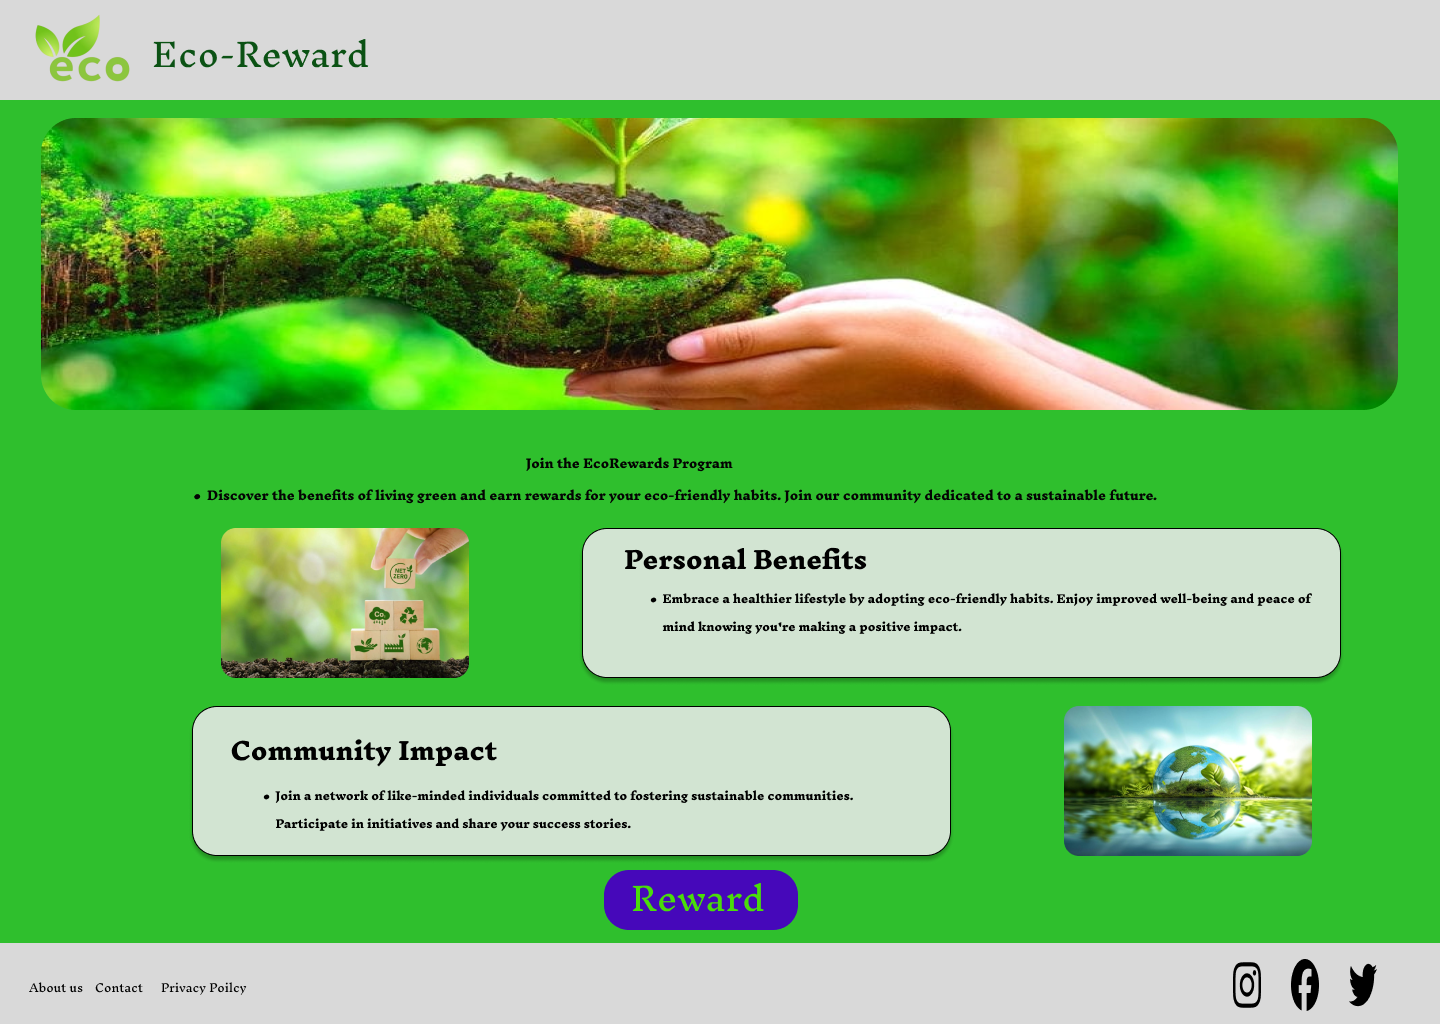 eco
Eco-Reward
Join the EcoRewards Program
• Discover the benefits of living green and earn rewards for your eco-friendly habits. Join our community dedicated to a sustainable future.
NET
ZERO
Co₂
Personal Benefits
• Embrace a healthier lifestyle by adopting eco-friendly habits. Enjoy improved well-being and peace of
mind knowing you're making a positive impact.
Community Impact
• Join a network of like-minded individuals committed to fostering sustainable communities.
Participate in initiatives and share your success stories.
Reward
About us Contact Privacy Poilcy